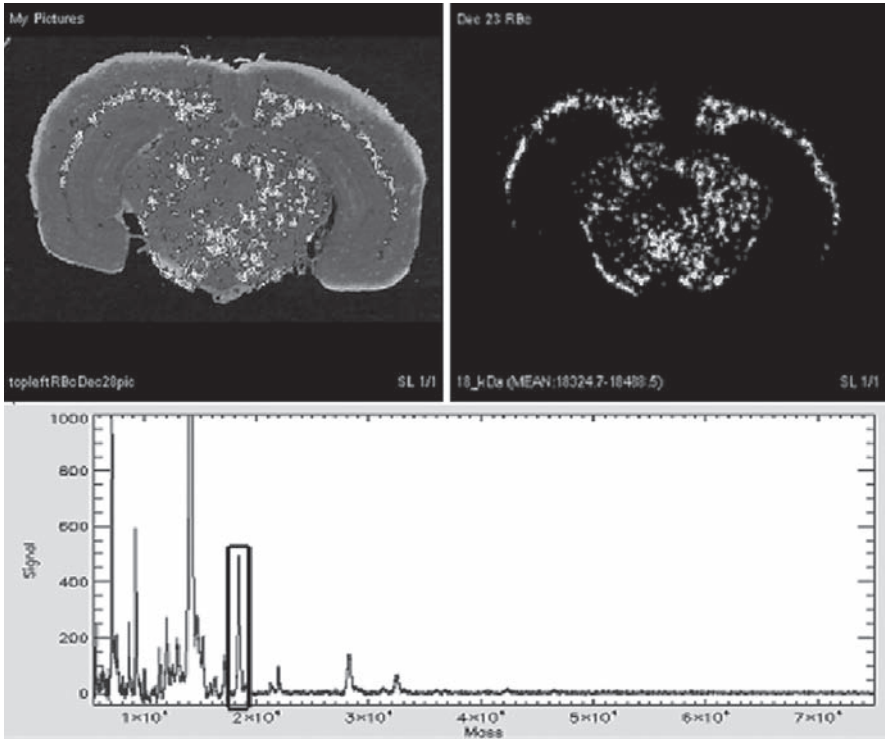 My Pictures
Dec 23 RBc
topleftRBcDec28pic
SL 1/1
18_kDa (MEAN:18324.7-18488.5)
SL 1/1
1000
800
600
400
200
0
Signal
1×10⁴
2×10⁴
3×10⁴
4×10⁴
5×10⁴
6×10⁴
7×10⁴
Mass